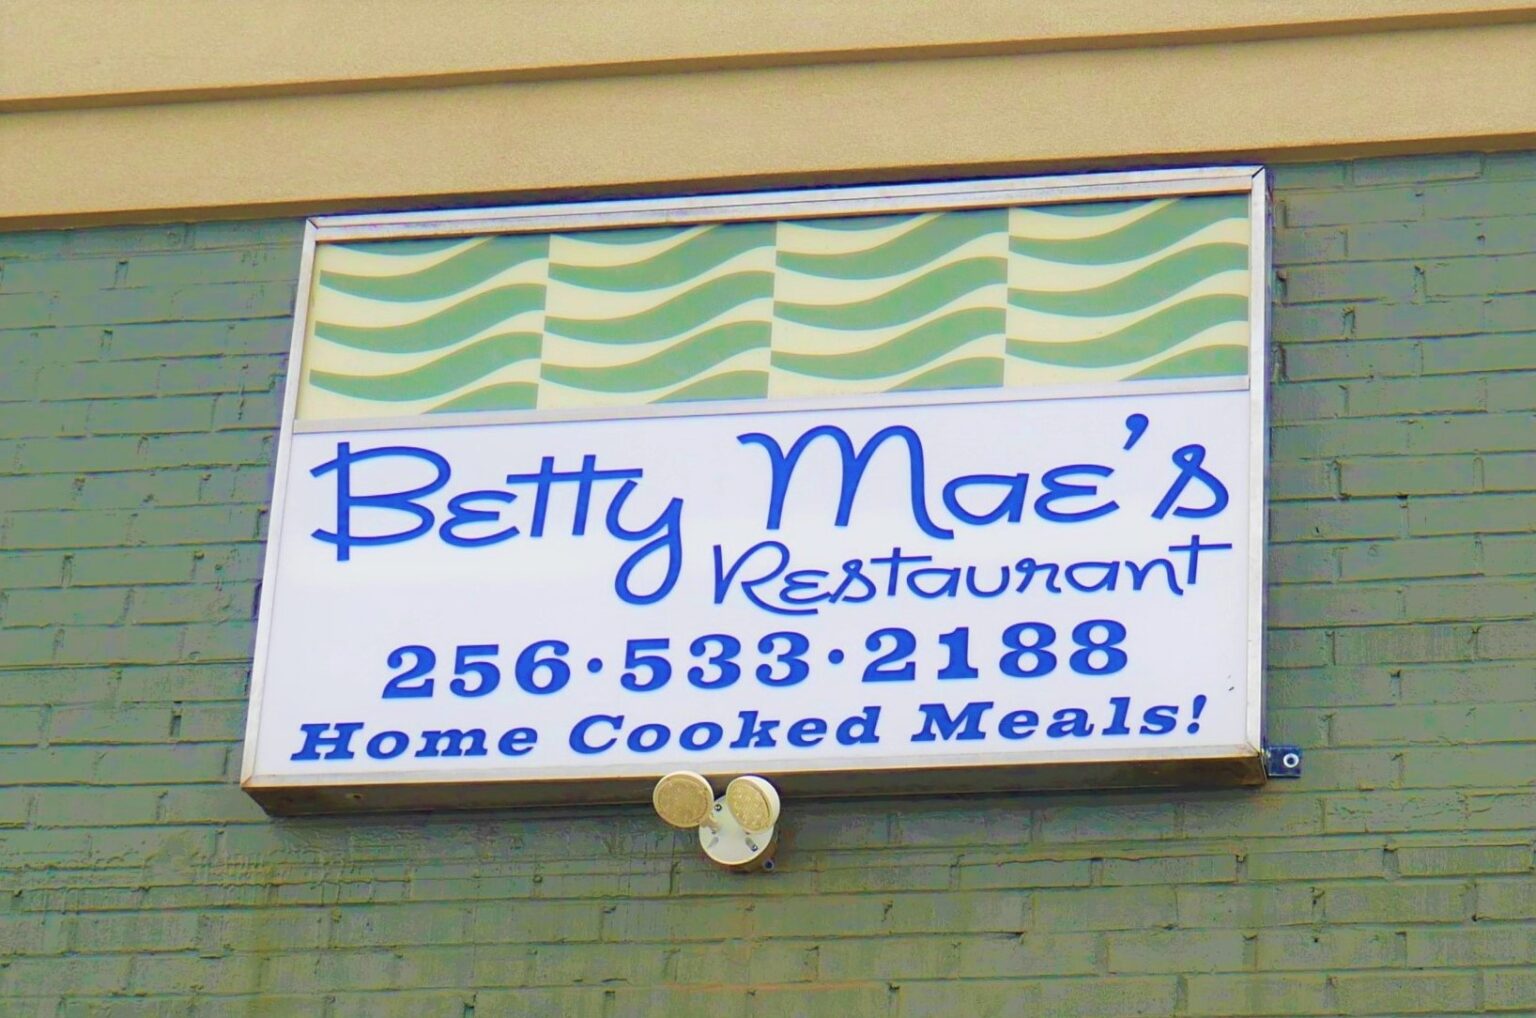 Betty Mae's
Restaurant
256·533·2188
Home Cooked Meals!